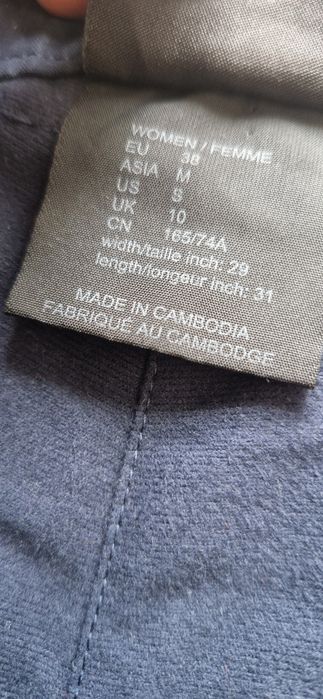 WOMEN / FEMME
EU 38
ASIA M
US S
UK 10
CN 165/74A
width/taille inch: 29
length/longeur inch: 31
MADE IN CAMBODIA
FABRIQUÉ AU CAMBODGE